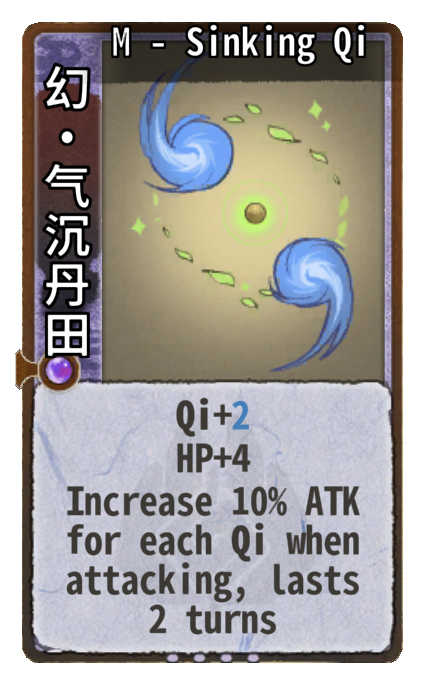 M - Sinking Qi
幻·气沉丹田
Qi+2
HP+4
Increase 10% ATK
for each Qi when
attacking, lasts
2 turns